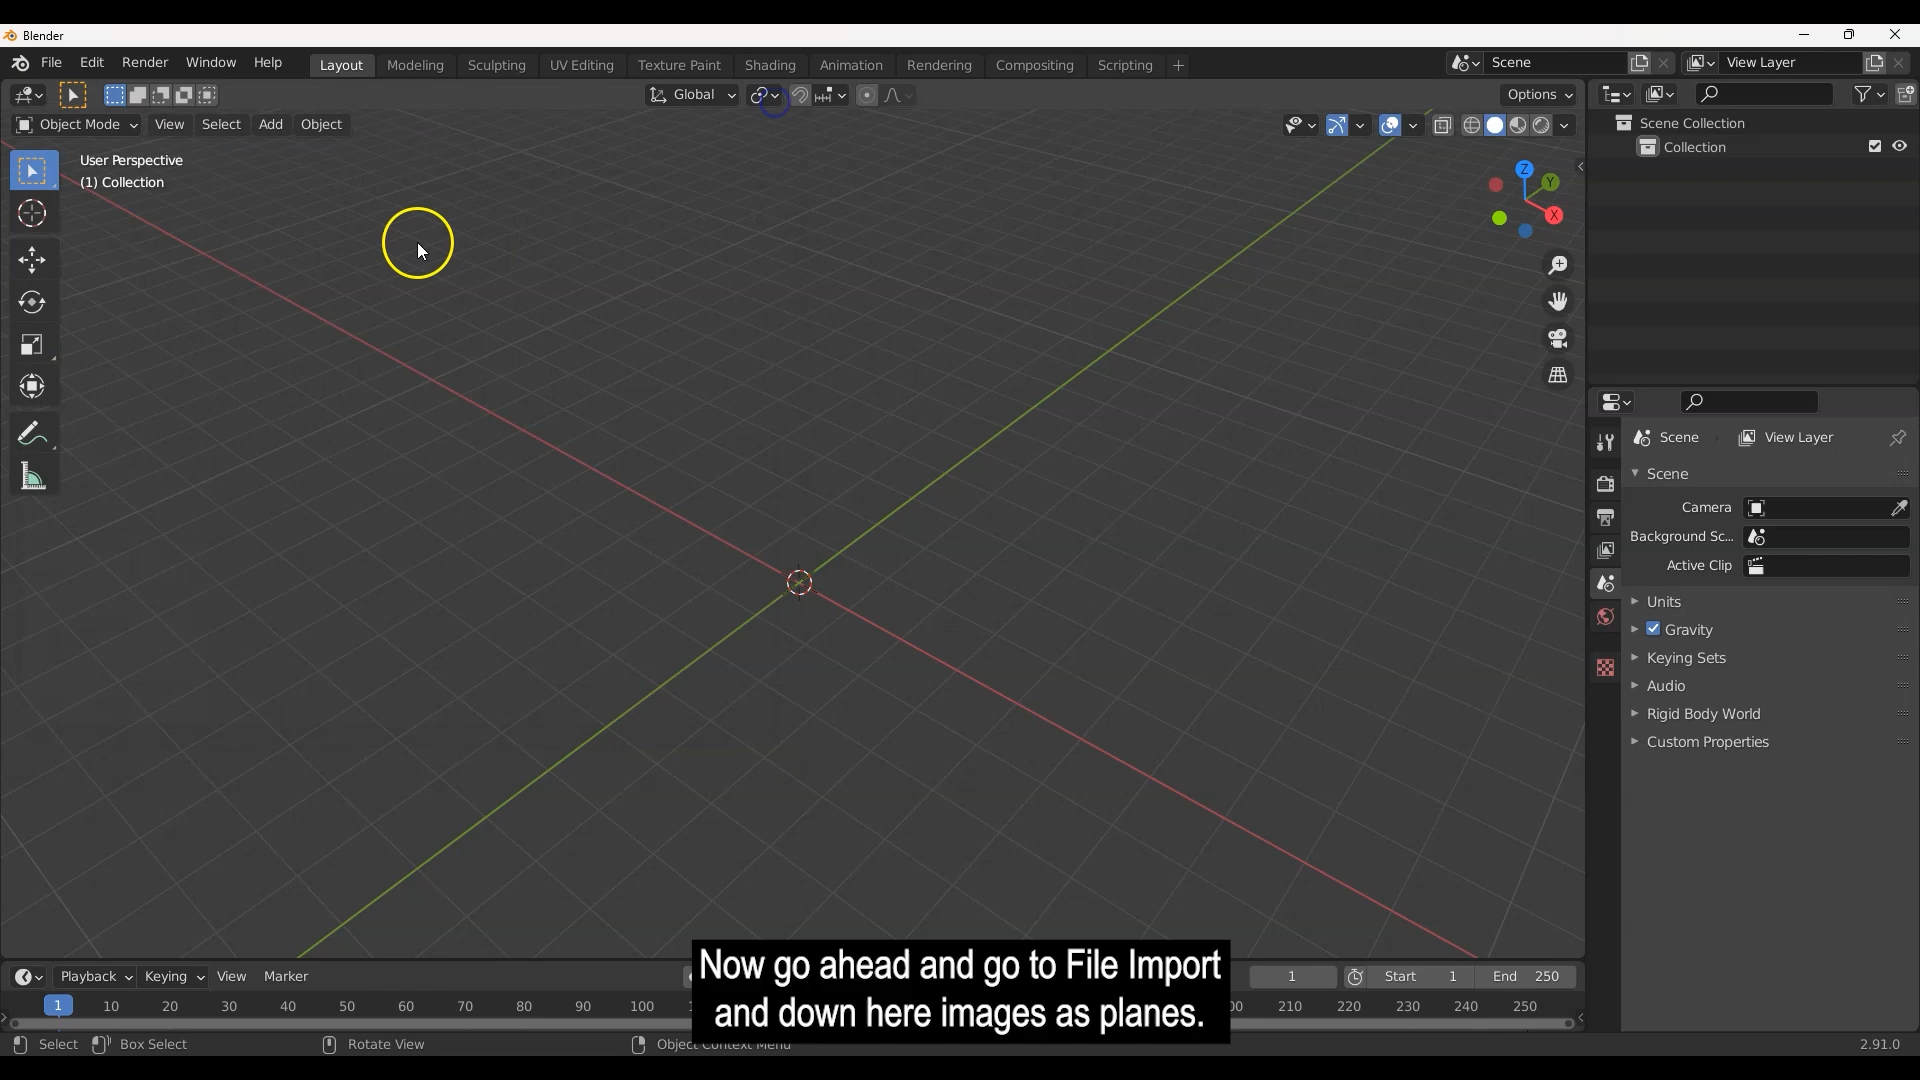 Blender
File Edit Render Window Help
Layout Modeling Sculpting UV Editing Texture Paint Shading Animation Rendering Compositing Scripting +
Scene
View Layer
Global
Options
Object Mode View Select Add Object
User Perspective
(1) Collection
Z
Y
X
Scene Collection
Collection
Scene View Layer
Scene
Camera
Background Sc...
Active Clip
Units
Gravity
Keying Sets
Audio
Rigid Body World
Custom Properties
Now go ahead and go to File Import
and down here images as planes.
Playback Keying View Marker
1 Start 1 End 250
1 10 20 30 40 50 60 70 80 90 100 210 220 230 240 250
Select Box Select Rotate View Object Context Menu
2.91.0